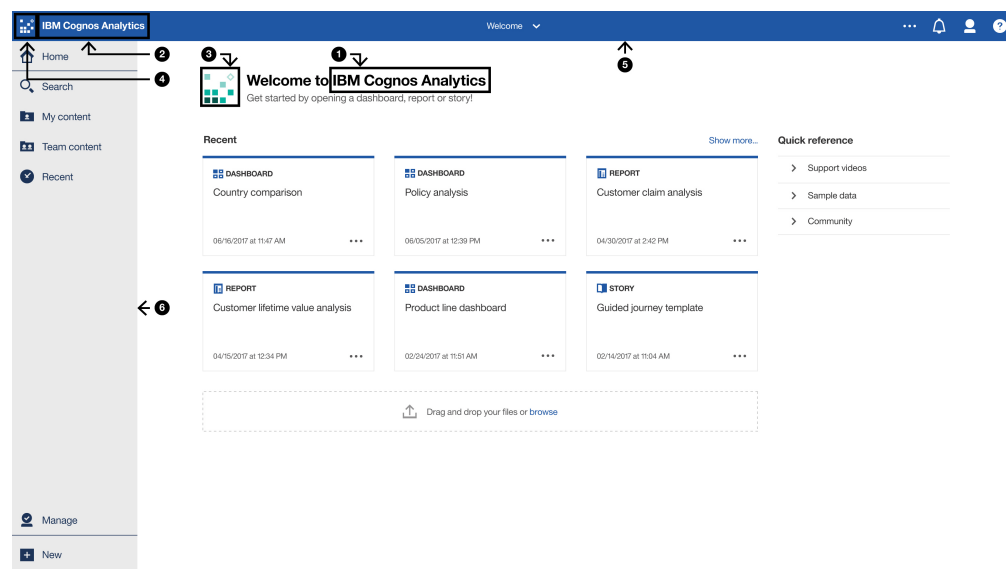 IBM Cognos Analytics
Welcome
?
Home
2
3
1
5
4
Search
Welcome to IBM Cognos Analytics
Get started by opening a dashboard, report or story!
My content
Team content
Recent
Recent
Show more...
Quick reference
DASHBOARD
Country comparison
06/16/2017 at 11:47 AM
DASHBOARD
Policy analysis
06/05/2017 at 12:39 PM
REPORT
Customer claim analysis
04/30/2017 at 2:42 PM
Support videos
Sample data
Community
6
REPORT
Customer lifetime value analysis
04/15/2017 at 12:34 PM
DASHBOARD
Product line dashboard
02/24/2017 at 11:51 AM
STORY
Guided journey template
02/14/2017 at 11:04 AM
Drag and drop your files or browse
Manage
New